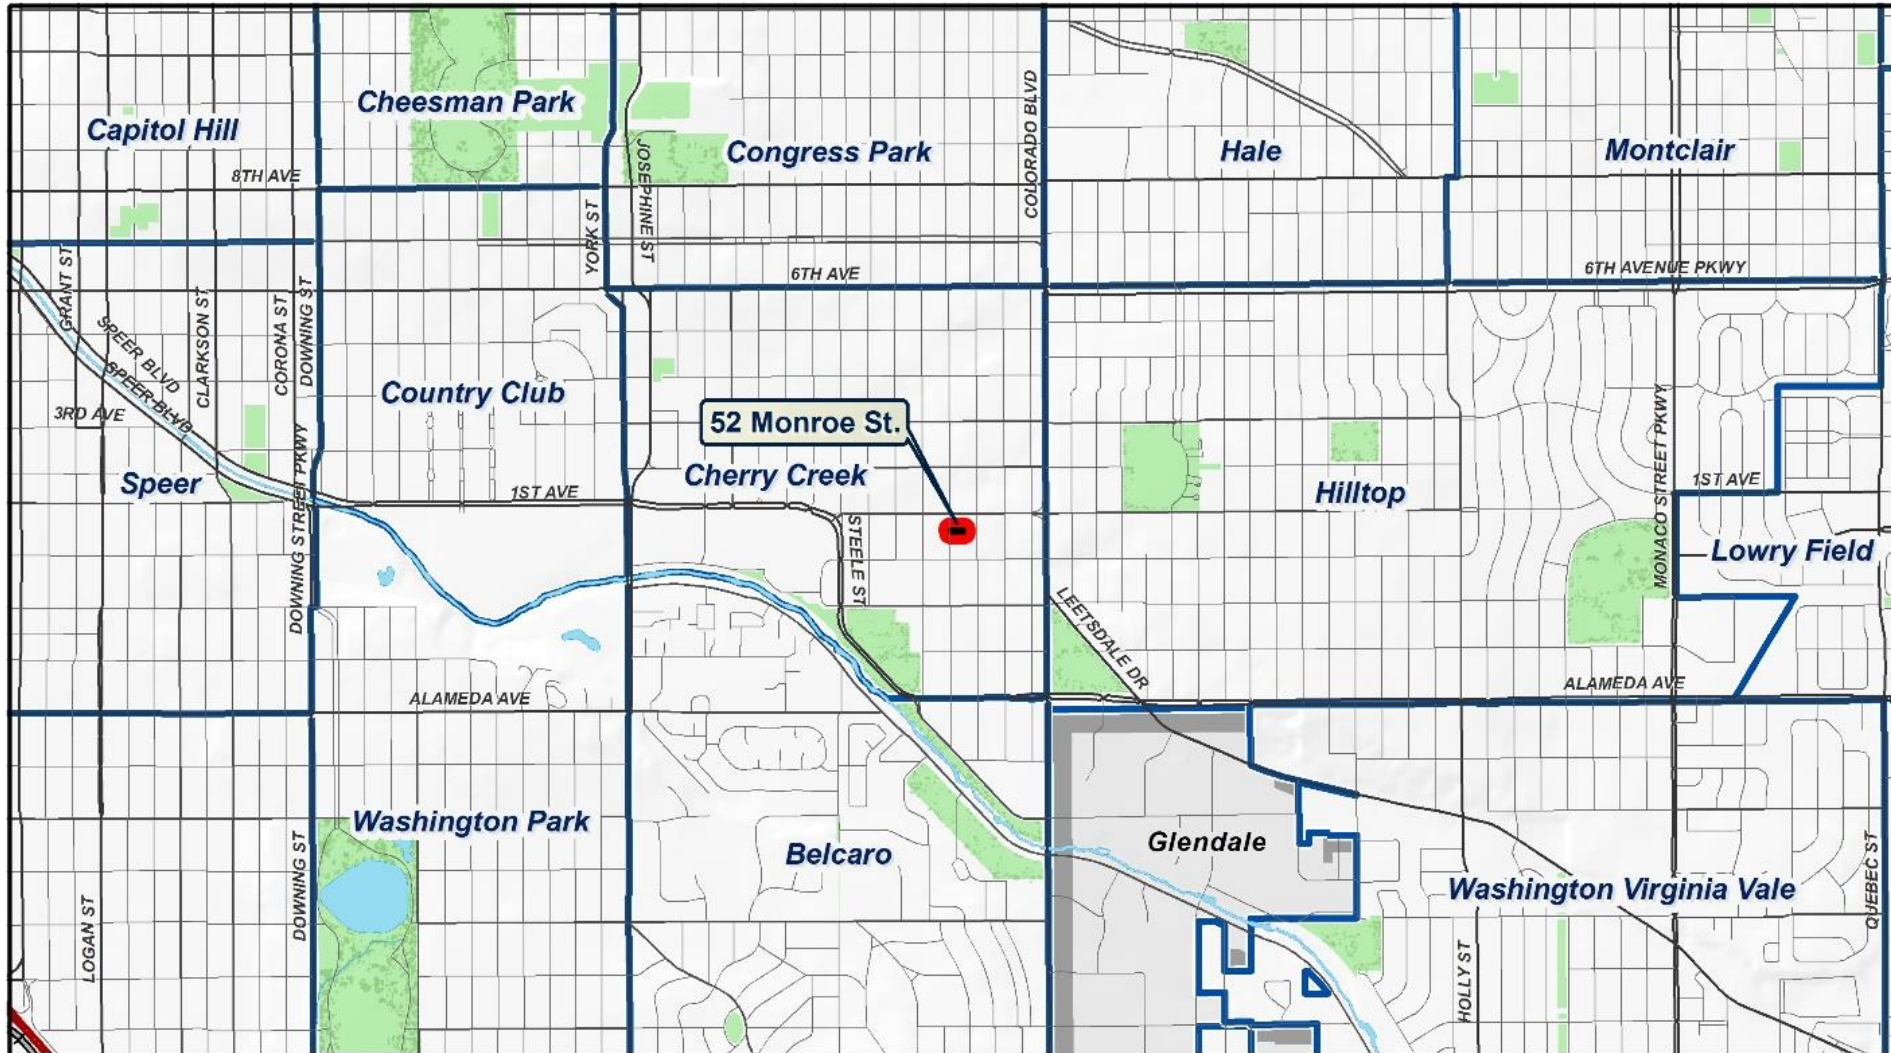 Cheesman Park
Capitol Hill
Congress Park
Hale
Montclair
COLORADO BLVD
8TH AVE
JOSEPHINE ST
YORK ST
6TH AVE
6TH AVENUE PKWY
GRANT ST
SPEER BLVD
SPEER BLVD
CLARKSON ST
CORONA ST
DOWNING ST
3RD AVE
Country Club
52 Monroe St.
Cherry Creek
Speer
1ST AVE
Hilltop
1ST AVE
MONACO STREET PKWY
DOWNING STREET PKWY
STEELE ST
Lowry Field
LEETSDALE DR
ALAMEDA AVE
ALAMEDA AVE
Washington Park
Belcaro
Glendale
Washington Virginia Vale
DOWNING ST
LOGAN ST
QUEBEC ST
HOLLY ST